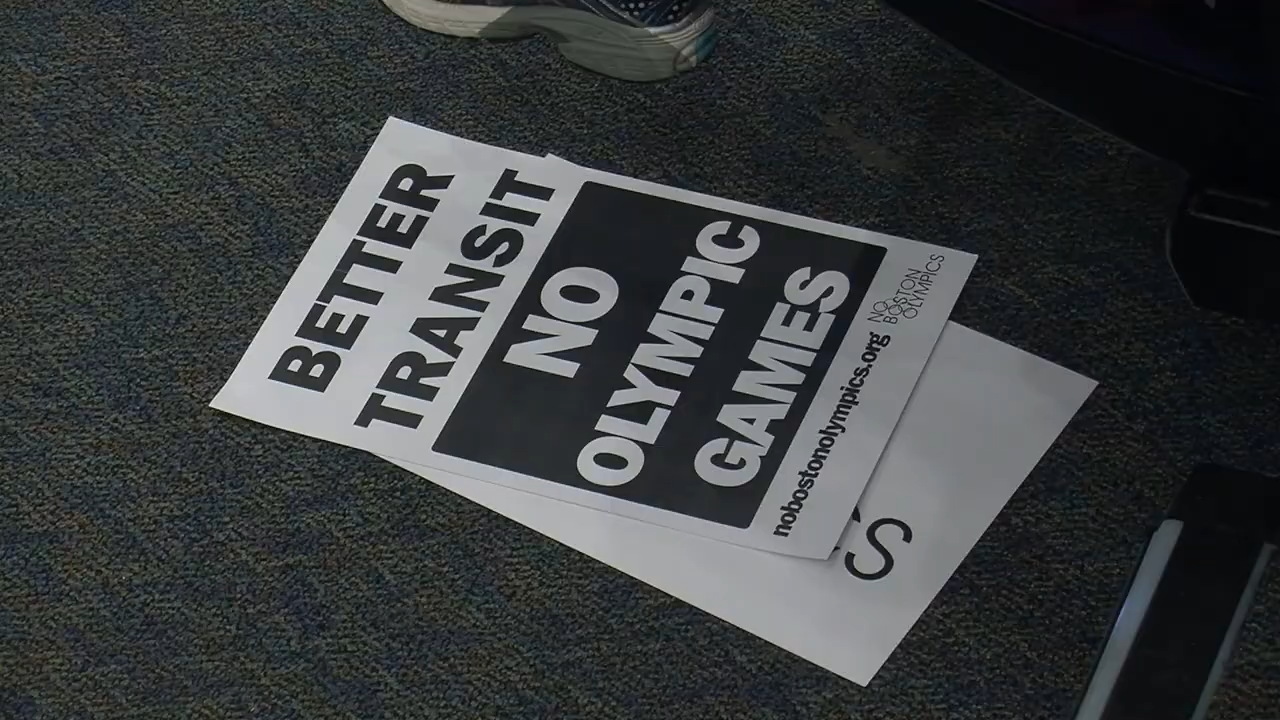 BETTER
TRANSIT
NO
OLYMPIC
GAMES
nobostonolympics.org
NO
BOSTON
OLYMPICS
S